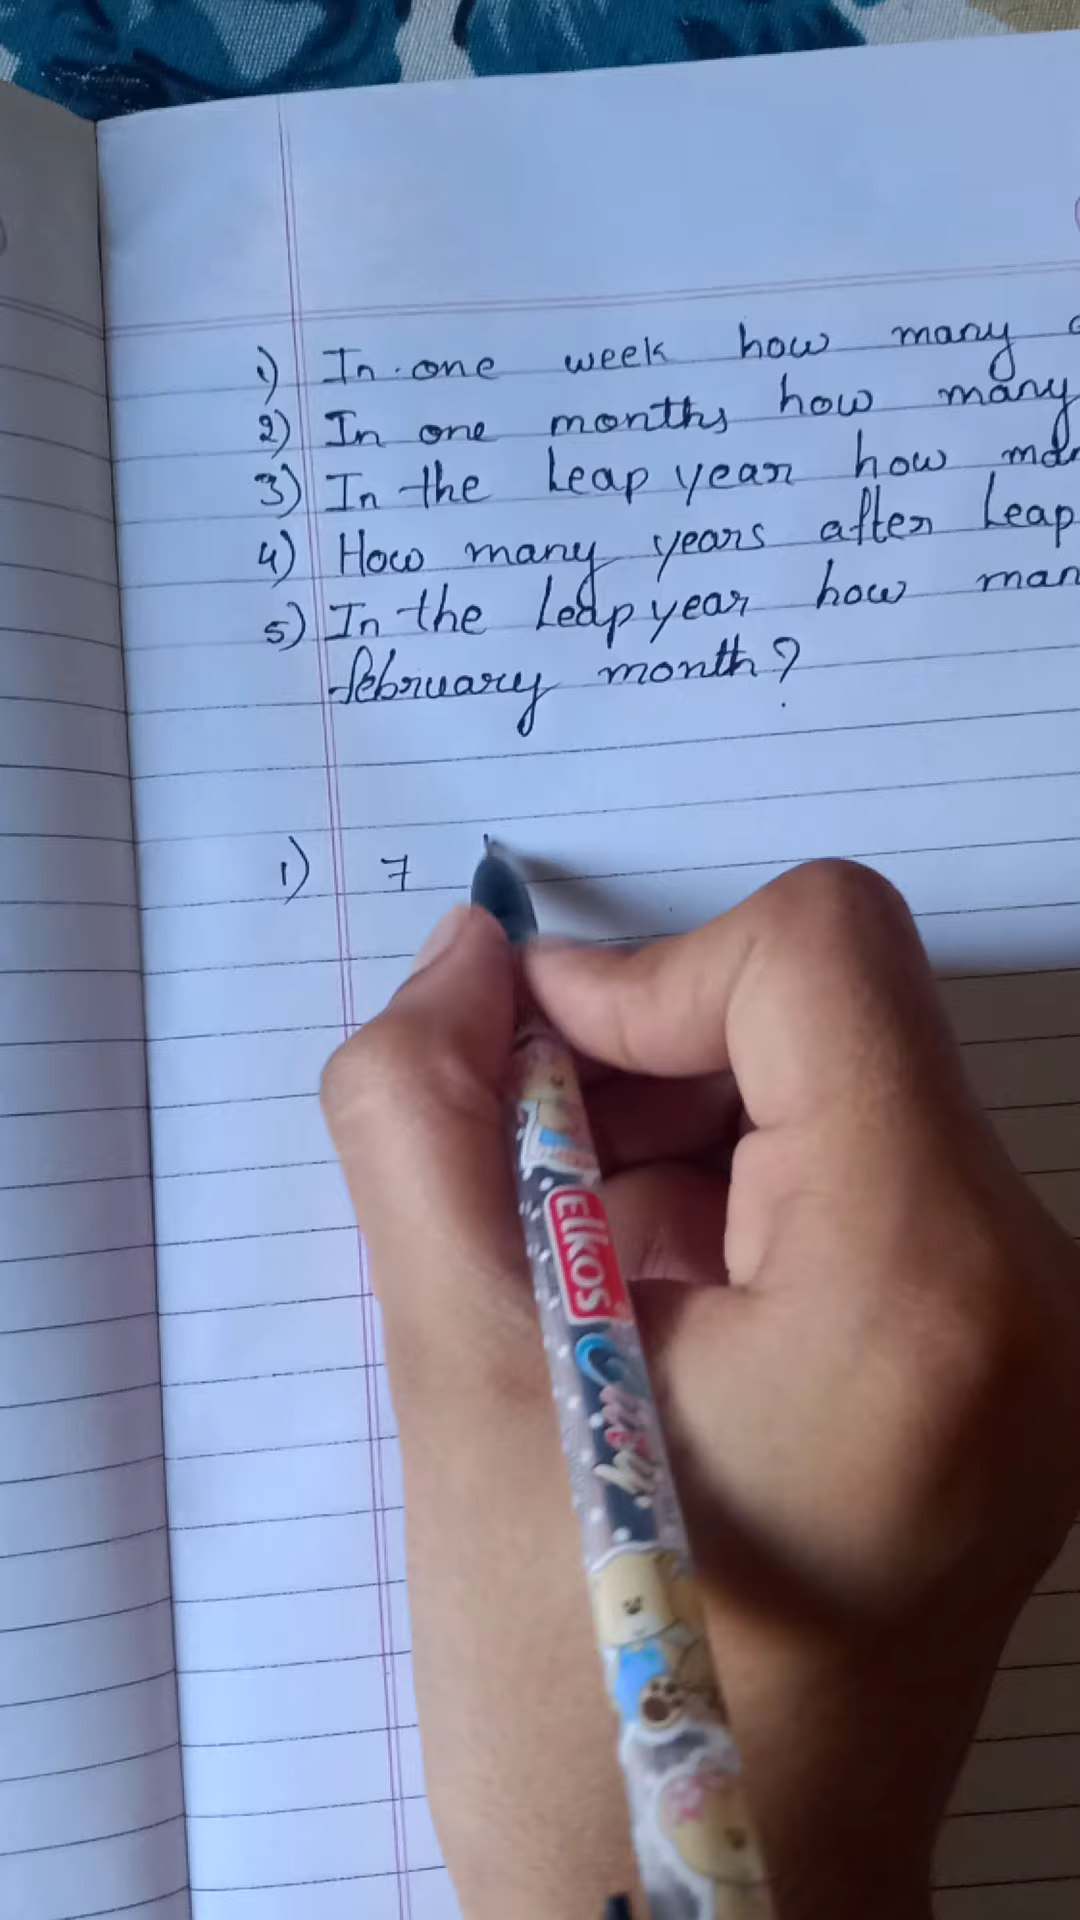 1) In one week how many
2) In one months how many
3) In the Leap year how
4) How many years after Leap
5) In the Leap year how
february month?
1) 7
Elkos